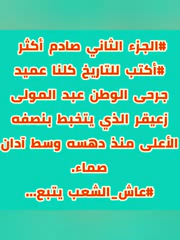 #الجزء الثاني صادم أكثر
#أكتب للتاريخ كلنا عميد
جرحى الوطن عبد المولى
زعيقر الذي يتخبط بنصفه
الأعلى منذ دهسه وسط آدان
صماء.
#عاش_الشعب يتبع...